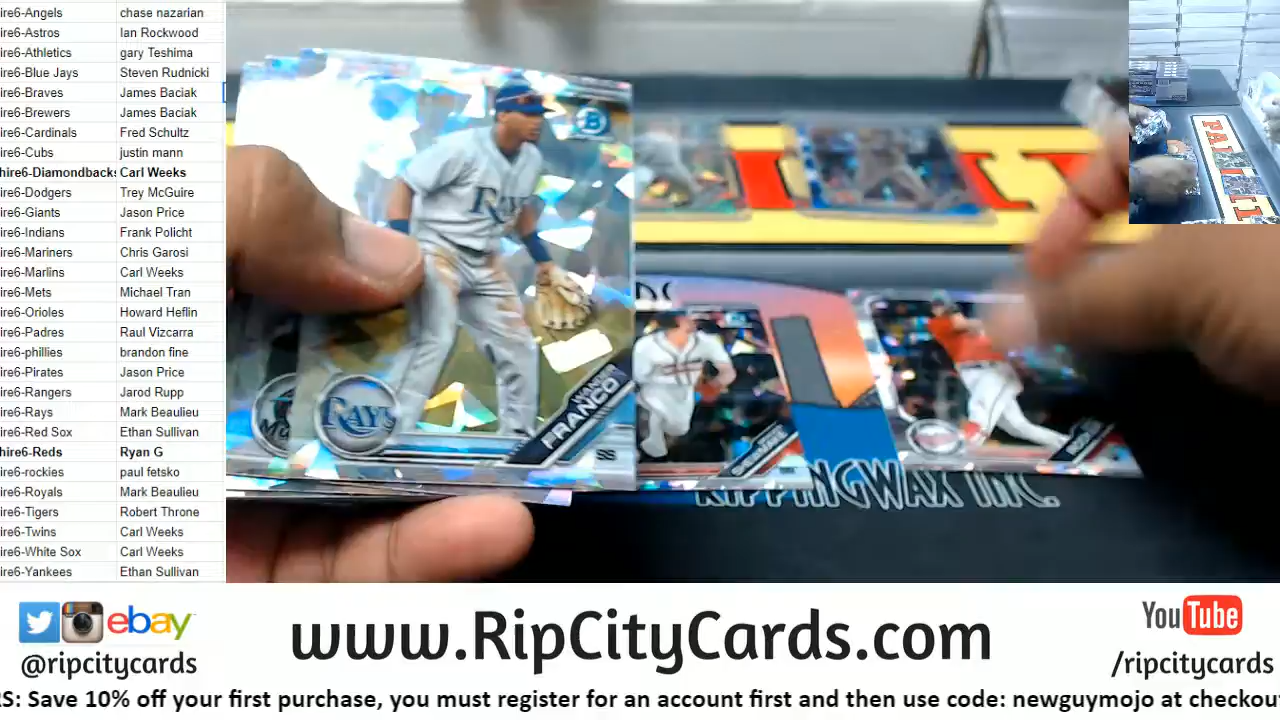 ire6-Angels chase nazarian
ire6-Astros Ian Rockwood
ire6-Athletics gary Teshima
ire6-Blue Jays Steven Rudnicki
ire6-Braves James Baciak
ire6-Brewers James Baciak
ire6-Cardinals Fred Schultz
ire6-Cubs justin mann
hire6-Diamondbacks Carl Weeks
ire6-Dodgers Trey McGuire
ire6-Giants Jason Price
ire6-Indians Frank Policht
ire6-Mariners Chris Garosi
ire6-Marlins Carl Weeks
ire6-Mets Michael Tran
ire6-Orioles Howard Heflin
ire6-Padres Raul Vizcarra
ire6-phillies brandon fine
ire6-Pirates Jason Price
ire6-Rangers Jarod Rupp
ire6-Rays Mark Beaulieu
ire6-Red Sox Ethan Sullivan
hire6-Reds Ryan G
ire6-rockies paul fetsko
ire6-Royals Mark Beaulieu
ire6-Tigers Robert Throne
ire6-Twins Carl Weeks
ire6-White Sox Carl Weeks
ire6-Yankees Ethan Sullivan
B
RAYS
WANDER
FRANCO
SS
RIPPINGWAX INC.
ebay
@ripcitycards
www.RipCityCards.com
YouTube
/ripcitycards
RS: Save 10% off your first purchase, you must register for an account first and then use code: newguymojo at checkou